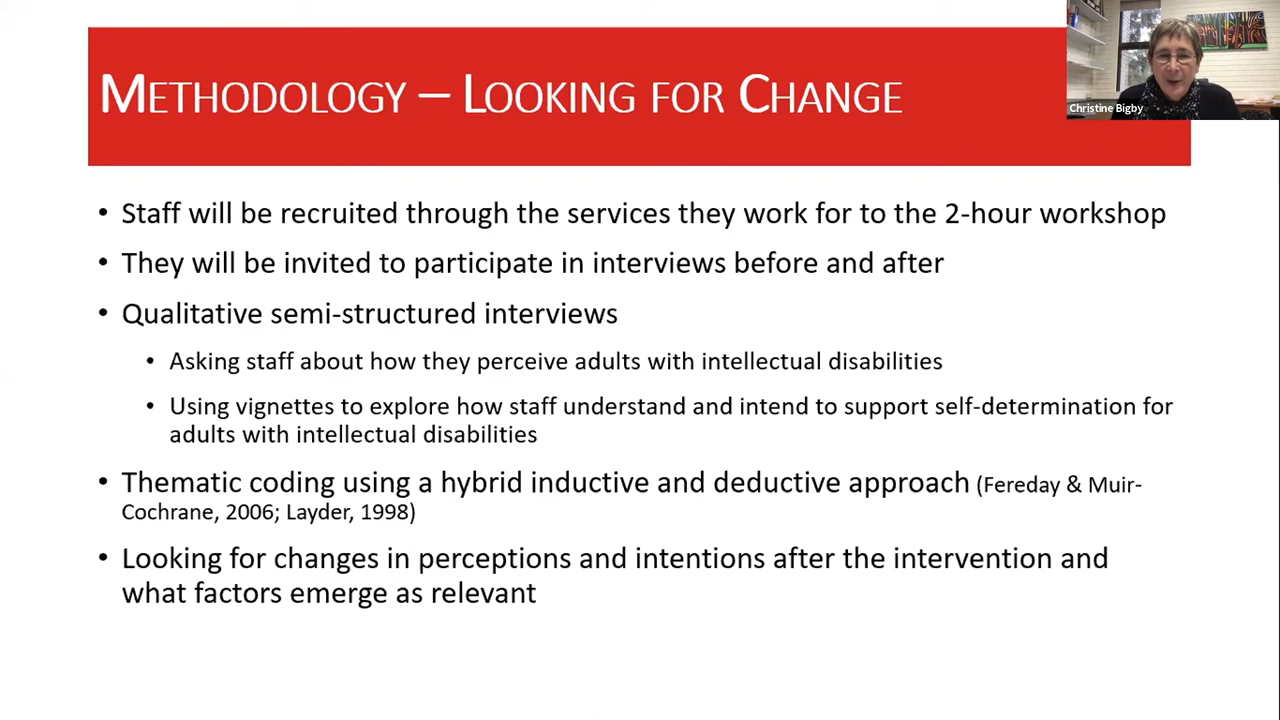 METHODOLOGY – LOOKING FOR CHANGE
Christine Bigby
• Staff will be recruited through the services they work for to the 2-hour workshop
• They will be invited to participate in interviews before and after
• Qualitative semi-structured interviews
• Asking staff about how they perceive adults with intellectual disabilities
• Using vignettes to explore how staff understand and intend to support self-determination for
adults with intellectual disabilities
• Thematic coding using a hybrid inductive and deductive approach (Fereday & Muir-
Cochrane, 2006; Layder, 1998)
• Looking for changes in perceptions and intentions after the intervention and
what factors emerge as relevant